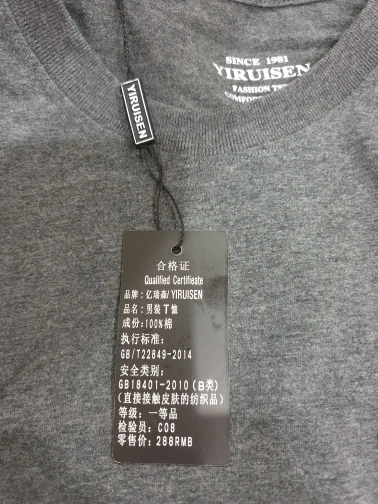 SINCE 1981
YIRUISEN
FASHION
YIRUISEN
合格证
Qualified Certifieate
品牌：亿瑞森/YIRUISEN
品名：男装T恤
成份：100%棉
执行标准：
GB/T22849-2014
安全类别：
GB18401-2010（B类）
（直接接触皮肤的纺织品）
等级：一等品
检验员：C08
零售价：288RMB